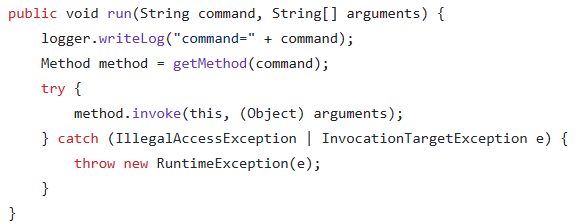 public void run(String command, String[] arguments) {
    logger.writeLog("command=" + command);
    Method method = getMethod(command);
    try {
        method.invoke(this, (Object) arguments);
    } catch (IllegalAccessException | InvocationTargetException e) {
        throw new RuntimeException(e);
    }
}